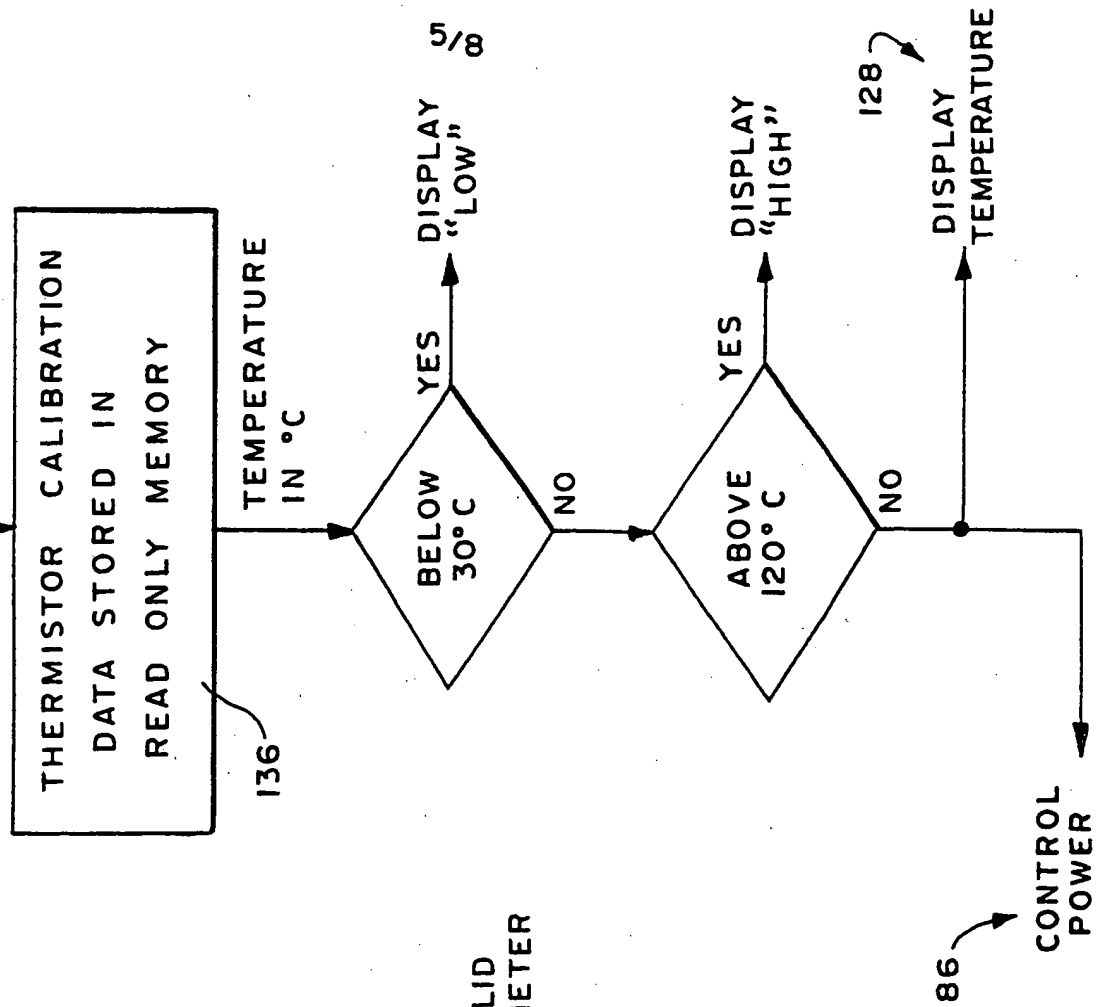 THERMISTOR CALIBRATION
DATA STORED IN
READ ONLY MEMORY
136
TEMPERATURE
IN °C
5/8
BELOW
30°C
YES
DISPLAY
"LOW"
NO
ABOVE
120°C
YES
DISPLAY
"HIGH"
NO
128
DISPLAY
TEMPERATURE
86
CONTROL
POWER
LID
ETER